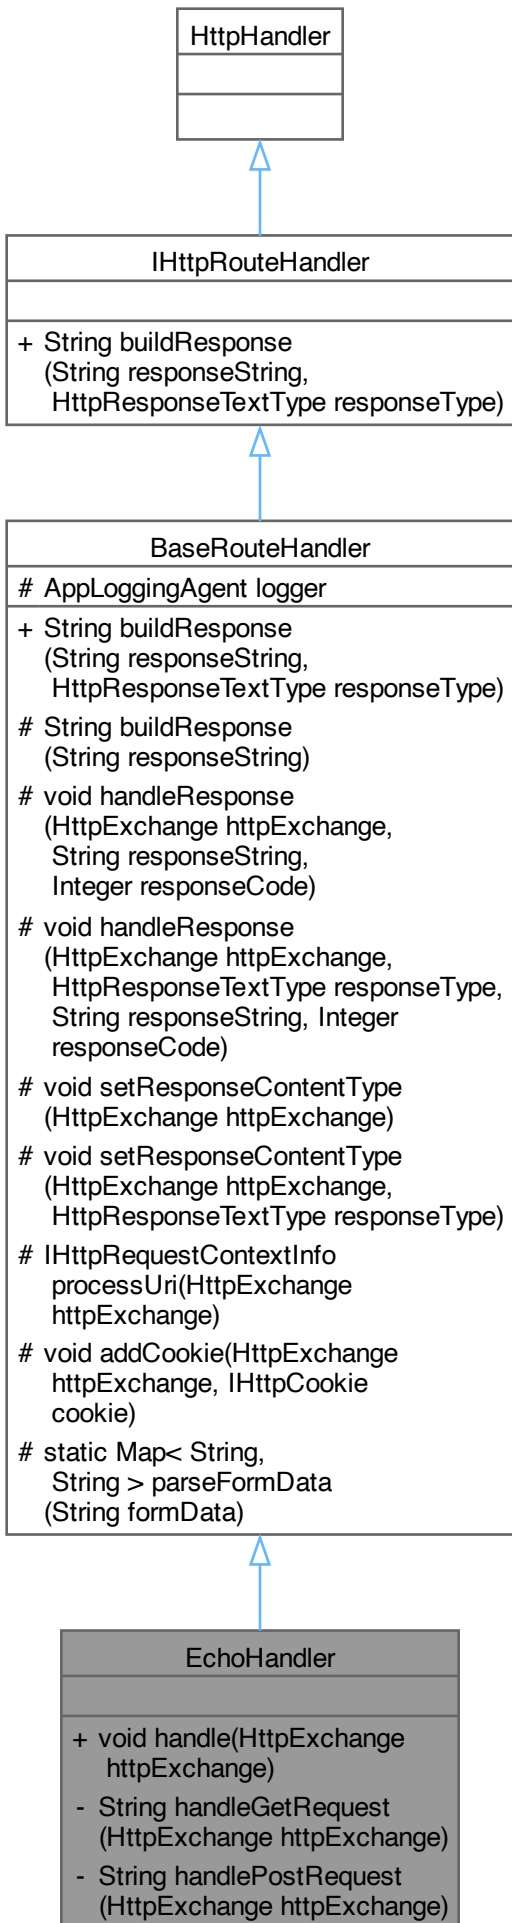 HttpHandler
IHttpRouteHandler
+ String buildResponse
(String responseString,
HttpResponseTextType responseType)
BaseRouteHandler
# AppLoggingAgent logger
+ String buildResponse
(String responseString,
HttpResponseTextType responseType)
# String buildResponse
(String responseString)
# void handleResponse
(HttpExchange httpExchange,
String responseString,
Integer responseCode)
# void handleResponse
(HttpExchange httpExchange,
HttpResponseTextType responseType,
String responseString, Integer
responseCode)
# void setResponseContentType
(HttpExchange httpExchange)
# void setResponseContentType
(HttpExchange httpExchange,
HttpResponseTextType responseType)
# IHttpRequestContextInfo
processUri(HttpExchange
httpExchange)
# void addCookie(HttpExchange
httpExchange, IHttpCookie
cookie)
# static Map< String,
String > parseFormData
(String formData)
EchoHandler
+ void handle(HttpExchange
httpExchange)
- String handleGetRequest
(HttpExchange httpExchange)
- String handlePostRequest
(HttpExchange httpExchange)